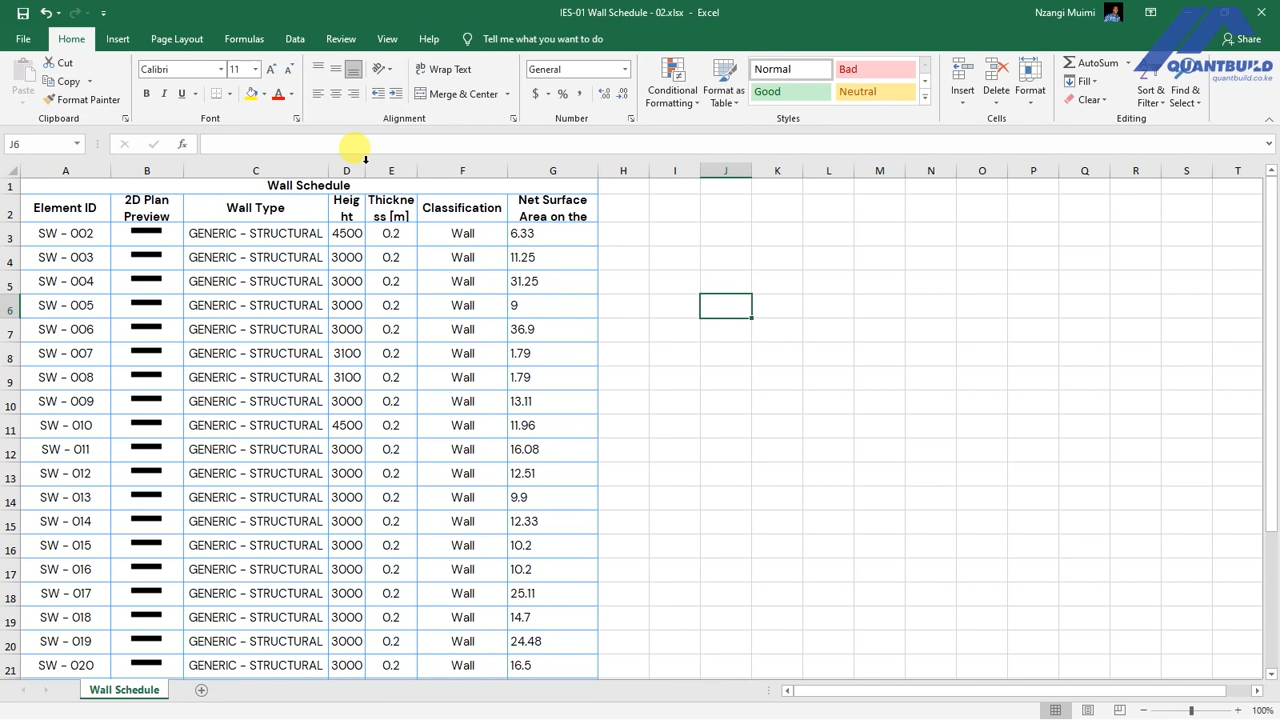 IES-01 Wall Schedule - 02.xlsx - Excel
Nzangi Muimi
File Home Insert Page Layout Formulas Data Review View Help Tell me what you want to do Share
QUANTBUILD
quantbuild.co.ke
Paste
Cut
Copy
Format Painter
Clipboard
Calibri 11
B I U
A A A
Font
Wrap Text
Merge & Center
Alignment
General
$ % ,
Number
Conditional
Formatting
Format as
Table
Normal Bad
Good Neutral
Styles
Insert Delete Format
Cells
AutoSum
Fill
Clear
Sort &
Filter
Find &
Select
Editing
J6 fx
A B C D E F G H I J K L M N O P Q R S T
1 Wall Schedule
2 Element ID 2D Plan Preview Wall Type Height Thickness [m] Classification Net Surface Area on the
3 SW - 002 GENERIC - STRUCTURAL 4500 0.2 Wall 6.33
4 SW - 003 GENERIC - STRUCTURAL 3000 0.2 Wall 11.25
5 SW - 004 GENERIC - STRUCTURAL 3000 0.2 Wall 31.25
6 SW - 005 GENERIC - STRUCTURAL 3000 0.2 Wall 9
7 SW - 006 GENERIC - STRUCTURAL 3000 0.2 Wall 36.9
8 SW - 007 GENERIC - STRUCTURAL 3100 0.2 Wall 1.79
9 SW - 008 GENERIC - STRUCTURAL 3100 0.2 Wall 1.79
10 SW - 009 GENERIC - STRUCTURAL 3000 0.2 Wall 13.11
11 SW - 010 GENERIC - STRUCTURAL 4500 0.2 Wall 11.96
12 SW - 011 GENERIC - STRUCTURAL 3000 0.2 Wall 16.08
13 SW - 012 GENERIC - STRUCTURAL 3000 0.2 Wall 12.51
14 SW - 013 GENERIC - STRUCTURAL 3000 0.2 Wall 9.9
15 SW - 014 GENERIC - STRUCTURAL 3000 0.2 Wall 12.33
16 SW - 015 GENERIC - STRUCTURAL 3000 0.2 Wall 10.2
17 SW - 016 GENERIC - STRUCTURAL 3000 0.2 Wall 10.2
18 SW - 017 GENERIC - STRUCTURAL 3000 0.2 Wall 25.11
19 SW - 018 GENERIC - STRUCTURAL 3000 0.2 Wall 14.7
20 SW - 019 GENERIC - STRUCTURAL 3000 0.2 Wall 24.48
21 SW - 020 GENERIC - STRUCTURAL 3000 0.2 Wall 16.5
Wall Schedule
100%